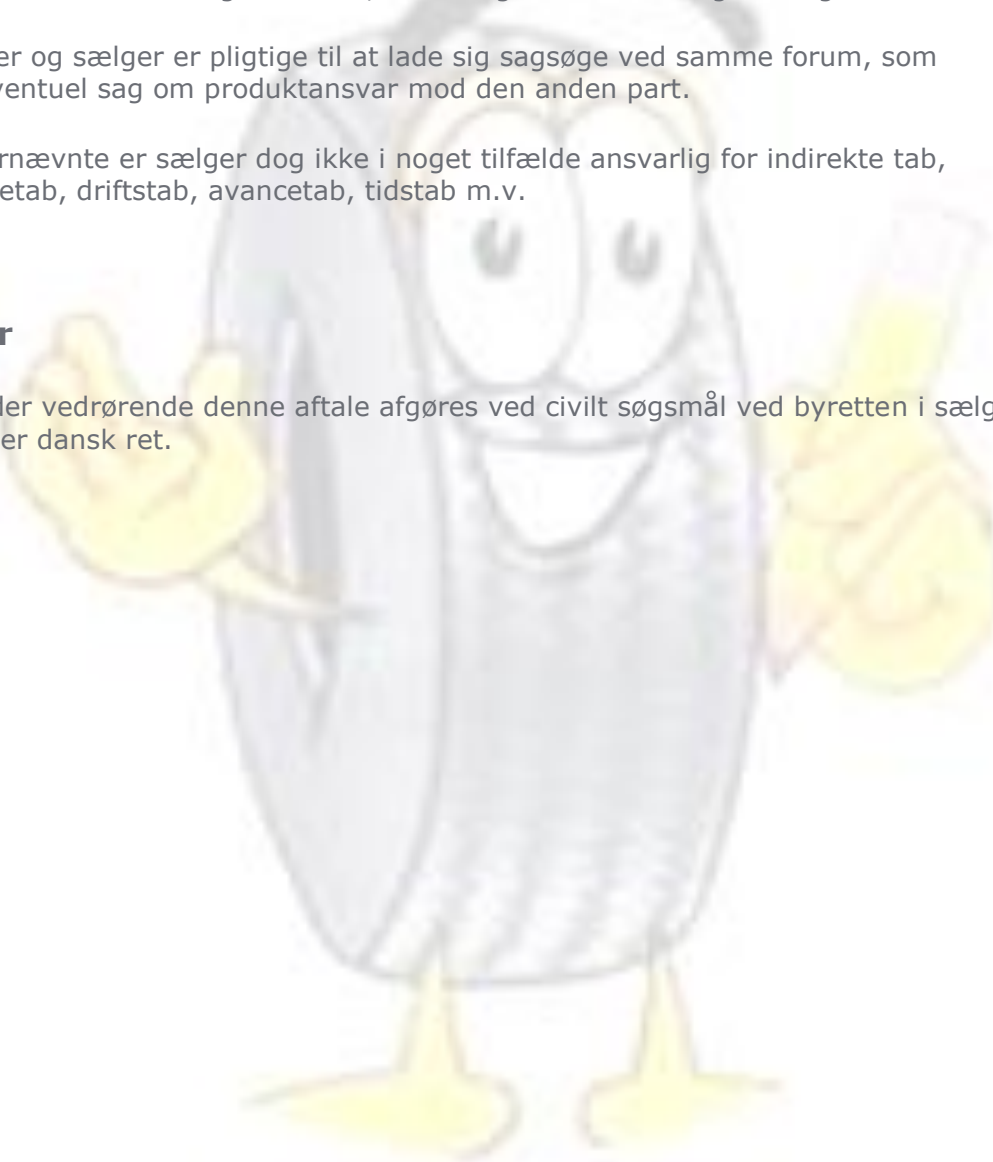 er og sælger er pligtige til at lade sig sagsøge ved samme forum, som
ventuel sag om produktansvar mod den anden part.
rnævnte er sælger dog ikke i noget tilfælde ansvarlig for indirekte tab,
etab, driftstab, avancetab, tidstab m.v.
r
der vedrørende denne aftale afgøres ved civilt søgsmål ved byretten i sælg
er dansk ret.